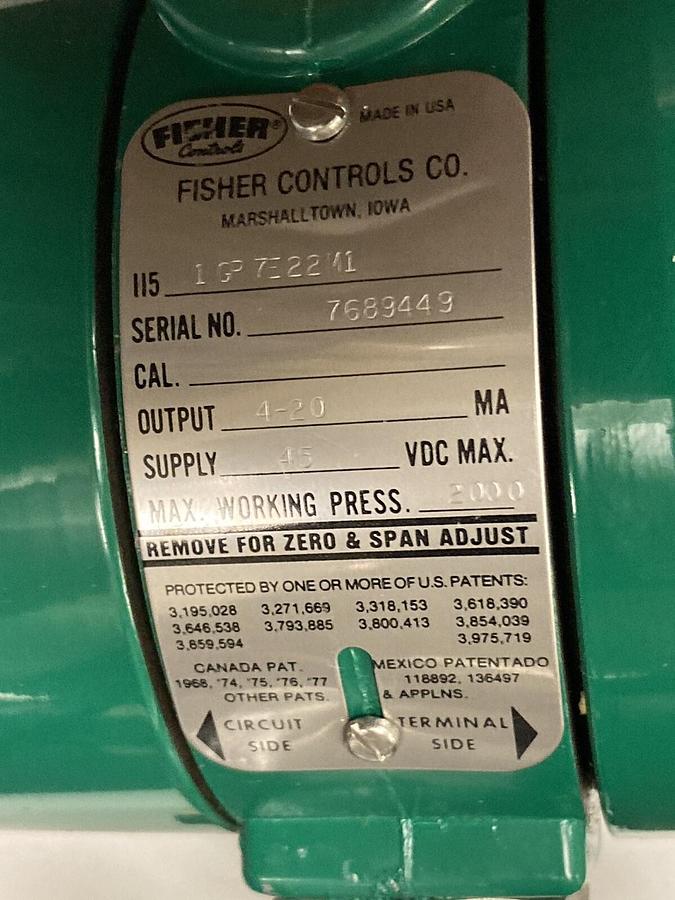 FISHER®
Controls
MADE IN USA
FISHER CONTROLS CO.
MARSHALLTOWN, IOWA
115 1 GP 7E22M1
SERIAL NO. 7689449
CAL.
OUTPUT 4-20 MA
SUPPLY 45 VDC MAX.
MAX. WORKING PRESS. 2000
REMOVE FOR ZERO & SPAN ADJUST
PROTECTED BY ONE OR MORE OF U.S. PATENTS:
3,195,028 3,271,669 3,318,153 3,618,390
3,646,538 3,793,885 3,800,413 3,854,039
3,859,594 3,975,719
CANADA PAT. MEXICO PATENTADO
1968, '74, '75, '76, '77 118892, 136497
OTHER PATS. & APPLNS.
CIRCUIT TERMINAL
SIDE SIDE